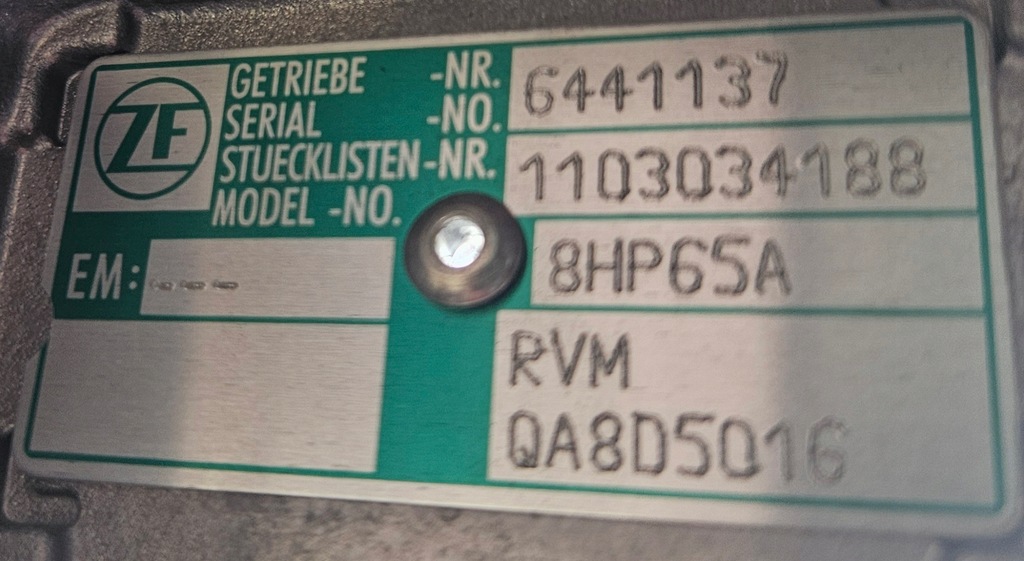 ZF
GETRIEBE -NR. 6441137
SERIAL -NO.
STUECKLISTEN-NR. 1103034188
MODEL -NO.
EM: --- 8HP65A
RVM
QA8D5016